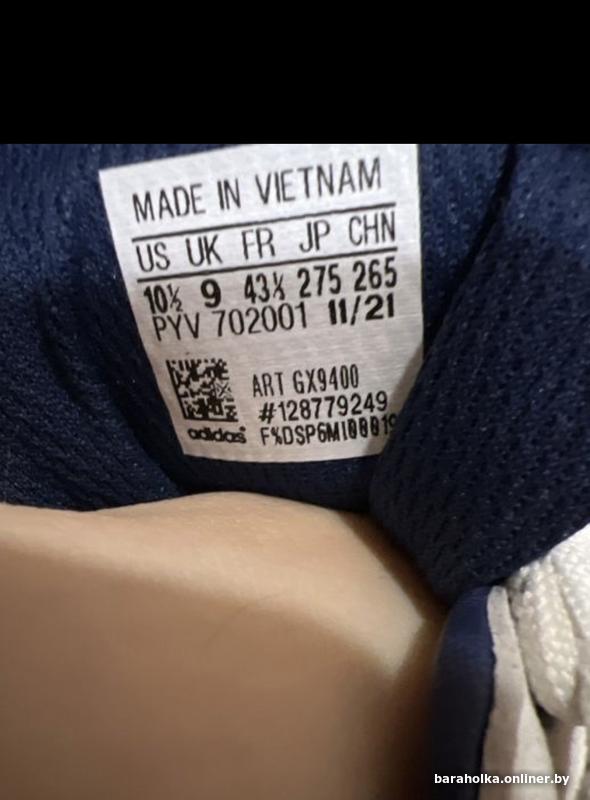 MADE IN VIETNAM
US UK FR JP CHN
10½ 9 43⅓ 275 265
PYV 702001 11/21
ART GX9400
#128779249
adidas
baraholka.onliner.by